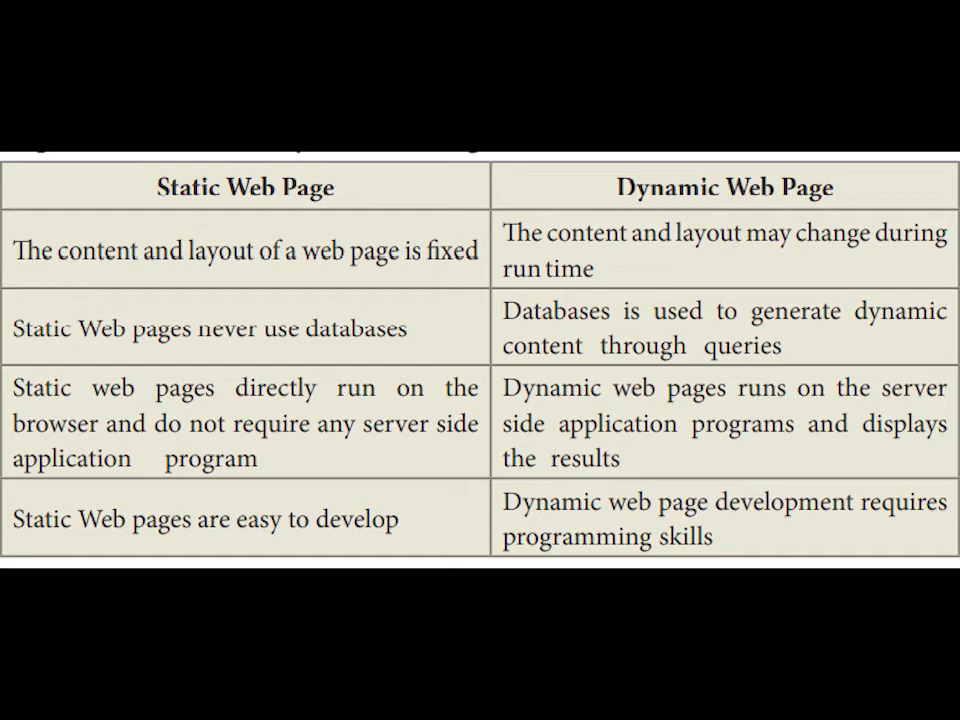 Static Web Page
Dynamic Web Page
The content and layout of a web page is fixed
The content and layout may change during
run time
Static Web pages never use databases
Databases is used to generate dynamic
content through queries
Static web pages directly run on the
browser and do not require any server side
application program
Dynamic web pages runs on the server
side application programs and displays
the results
Static Web pages are easy to develop
Dynamic web page development requires
programming skills